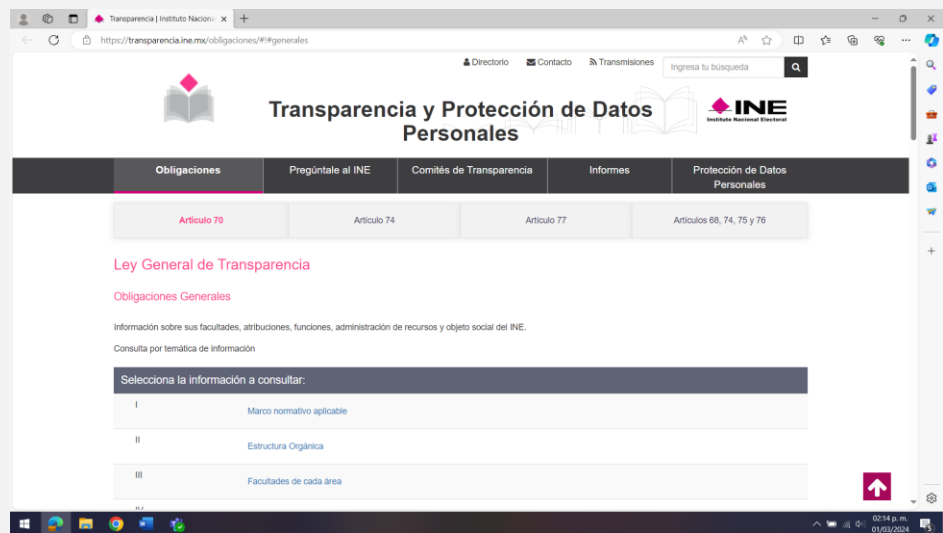 Transparencia | Instituto Naciona
https://transparencia.ine.mx/obligaciones/#!#generales
Directorio
Contacto
Transmisiones
Ingresa tu búsqueda
Transparencia y Protección de Datos
Personales
INE
Instituto Nacional Electoral
Obligaciones
Pregúntale al INE
Comités de Transparencia
Informes
Protección de Datos
Personales
Artículo 70
Artículo 74
Artículo 77
Artículos 68, 74, 75 y 76
Ley General de Transparencia
Obligaciones Generales
Información sobre sus facultades, atribuciones, funciones, administración de recursos y objeto social del INE.
Consulta por temática de información
Selecciona la información a consultar:
I
Marco normativo aplicable
II
Estructura Orgánica
III
Facultades de cada área
IV
02:14 p. m.
01/03/2024